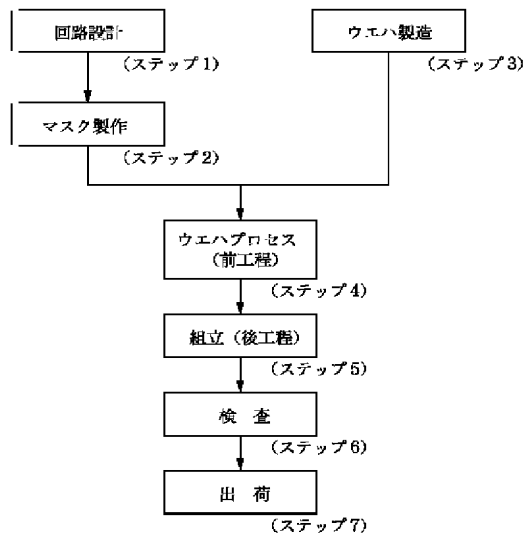 回路設計
(ステップ1)
ウエハ製造
(ステップ3)
マスク製作
(ステップ2)
ウエハプロセス
(前工程)
(ステップ4)
組立(後工程)
(ステップ5)
検 査
(ステップ6)
出 荷
(ステップ7)